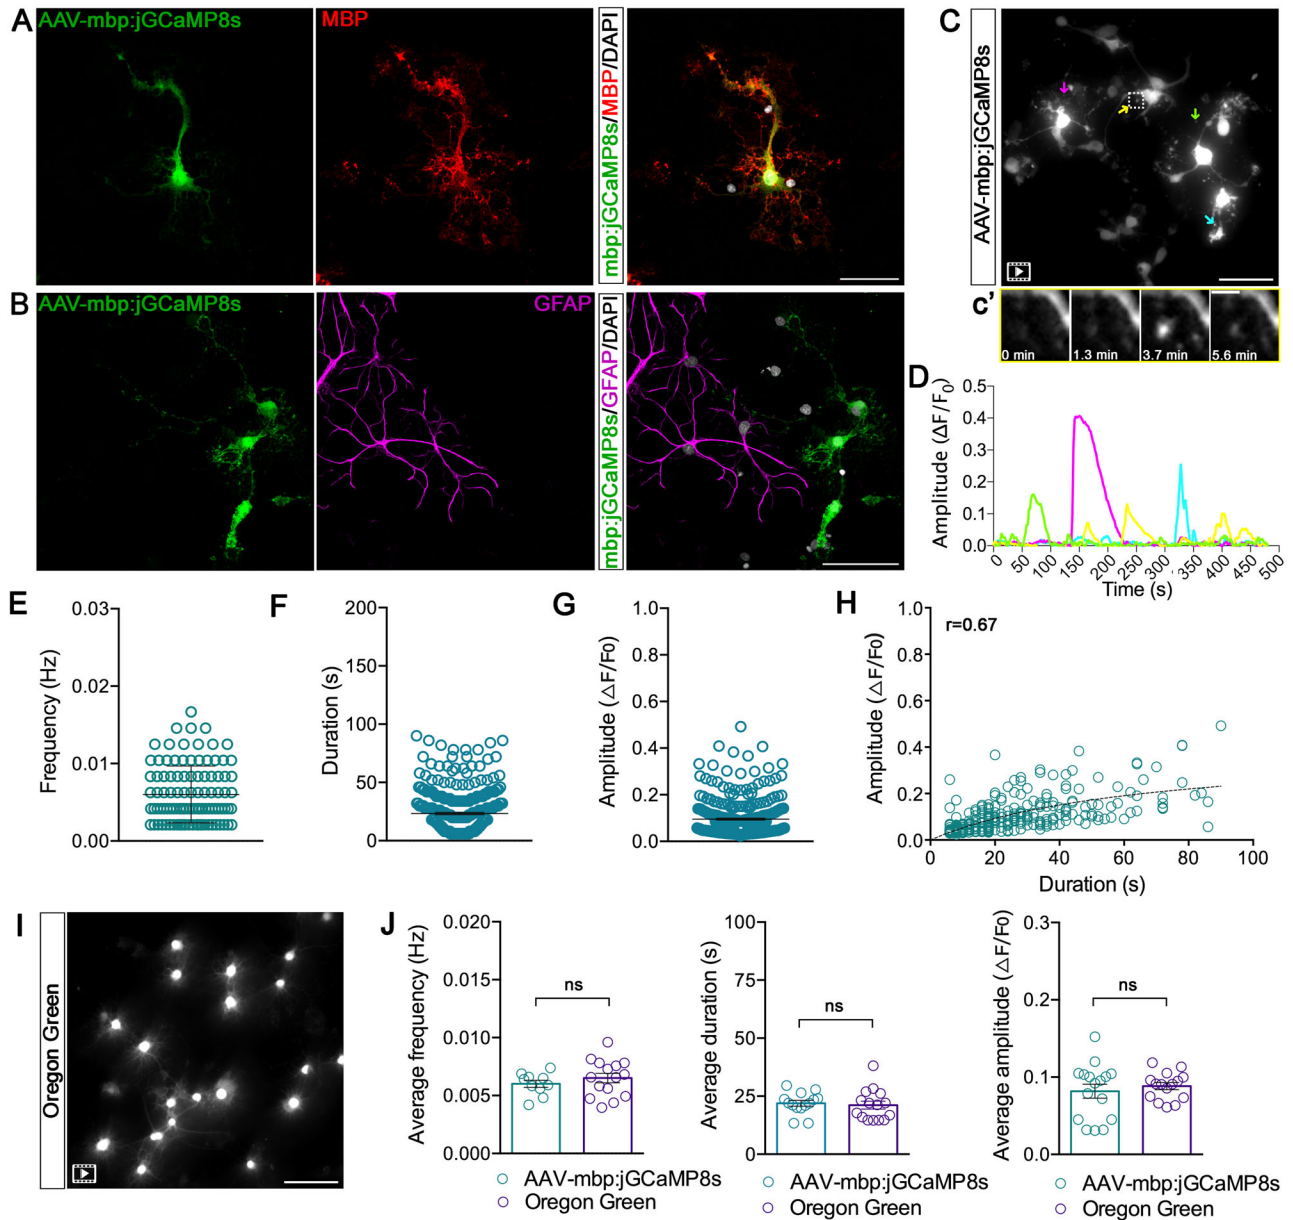 A
AAV-mbp:jGCaMP8s
MBP
mbp:jGCaMP8s/MBP/DAPI
B
AAV-mbp:jGCaMP8s
GFAP
mbp:jGCaMP8s/GFAP/DAPI
C
AAV-mbp:jGCaMP8s
c'
0 min
1.3 min
3.7 min
5.6 min
D
Amplitude (ΔF/F0)
0.5
0.4
0.3
0.2
0.1
0.0
0 50 100 150 200 250 300 350 400 450 500
Time (s)
E
Frequency (Hz)
0.03
0.02
0.01
0.00
F
Duration (s)
200
150
100
50
0
G
Amplitude (△F/F0)
1.0
0.8
0.6
0.4
0.2
0.0
H
Amplitude (△F/F0)
1.0
0.8
0.6
0.4
0.2
0.0
r=0.67
0 20 40 60 80 100
Duration (s)
I
Oregon Green
J
Average frequency (Hz)
0.020
0.015
0.010
0.005
0.000
ns
AAV-mbp:jGCaMP8s
Oregon Green
Average duration (s)
100
75
50
25
0
ns
AAV-mbp:jGCaMP8s
Oregon Green
Average amplitude (△F/F0)
0.3
0.2
0.1
0.0
ns
AAV-mbp:jGCaMP8s
Oregon Green